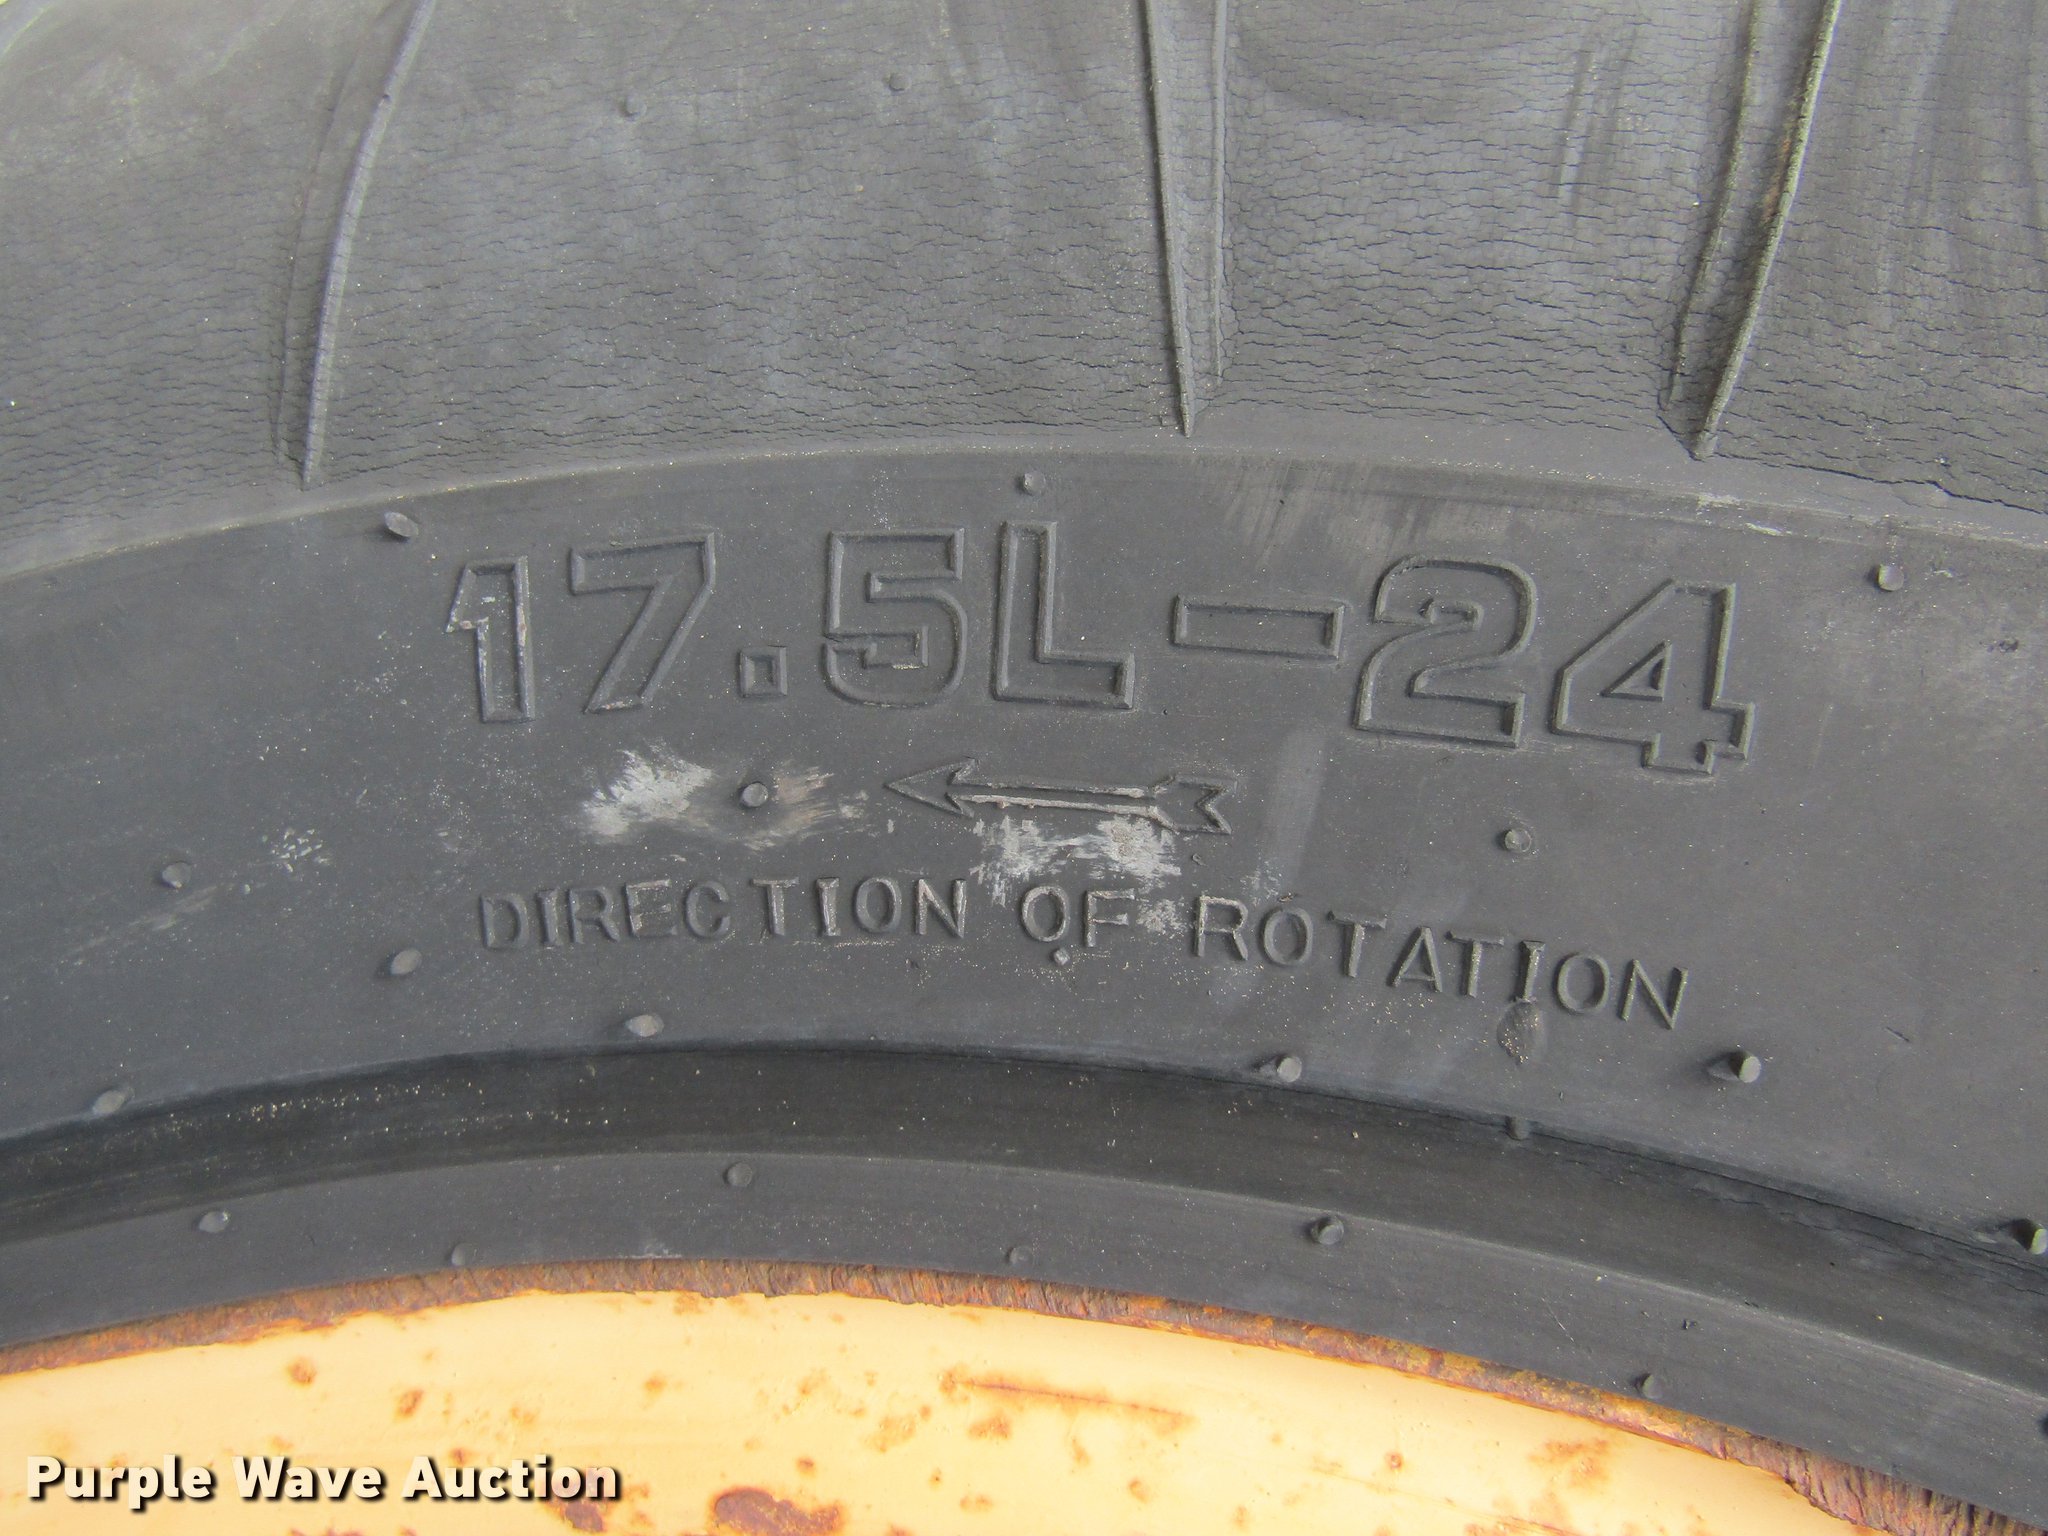 17.5L-24
DIRECTION OF ROTATION
Purple Wave Auction